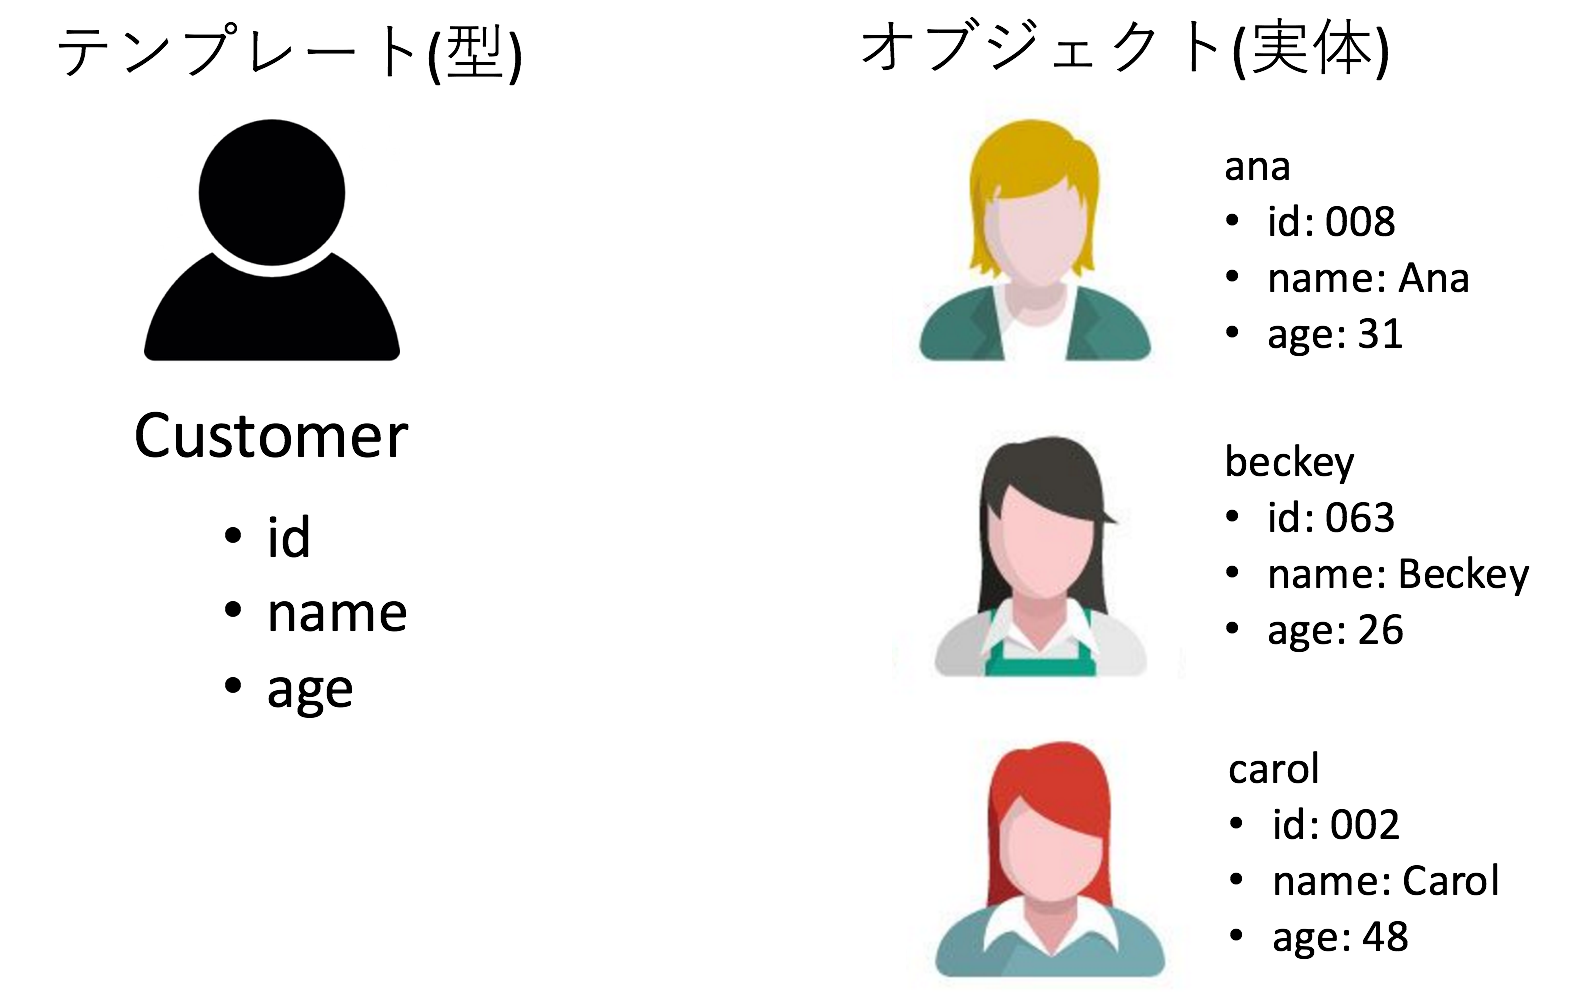 テンプレート(型)
Customer
• id
• name
• age
オブジェクト(実体)
ana
• id: 008
• name: Ana
• age: 31
beckey
• id: 063
• name: Beckey
• age: 26
carol
• id: 002
• name: Carol
• age: 48